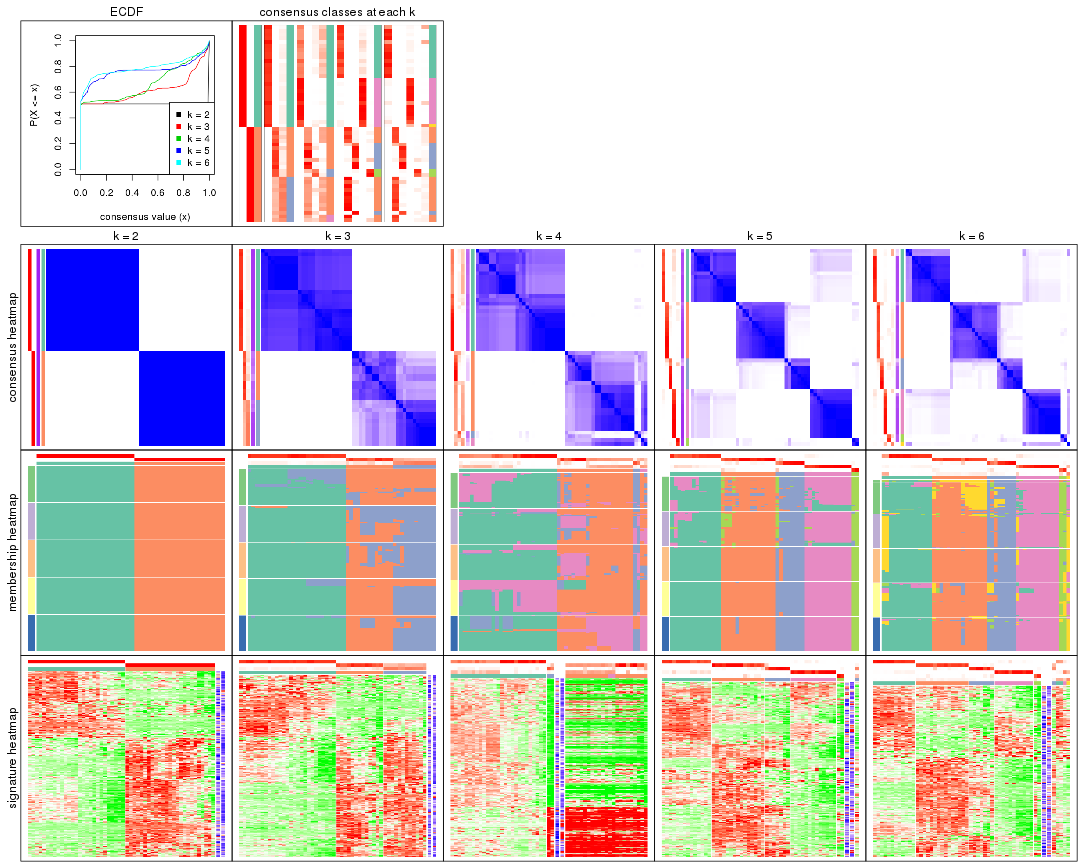 ECDF
consensus classes at each k
P(X <= x)
0.0 0.2 0.4 0.6 0.8 1.0
k = 2
k = 3
k = 4
k = 5
k = 6
0.0 0.2 0.4 0.6 0.8 1.0
consensus value (x)
k = 2
k = 3
k = 4
k = 5
k = 6
consensus heatmap
membership heatmap
signature heatmap